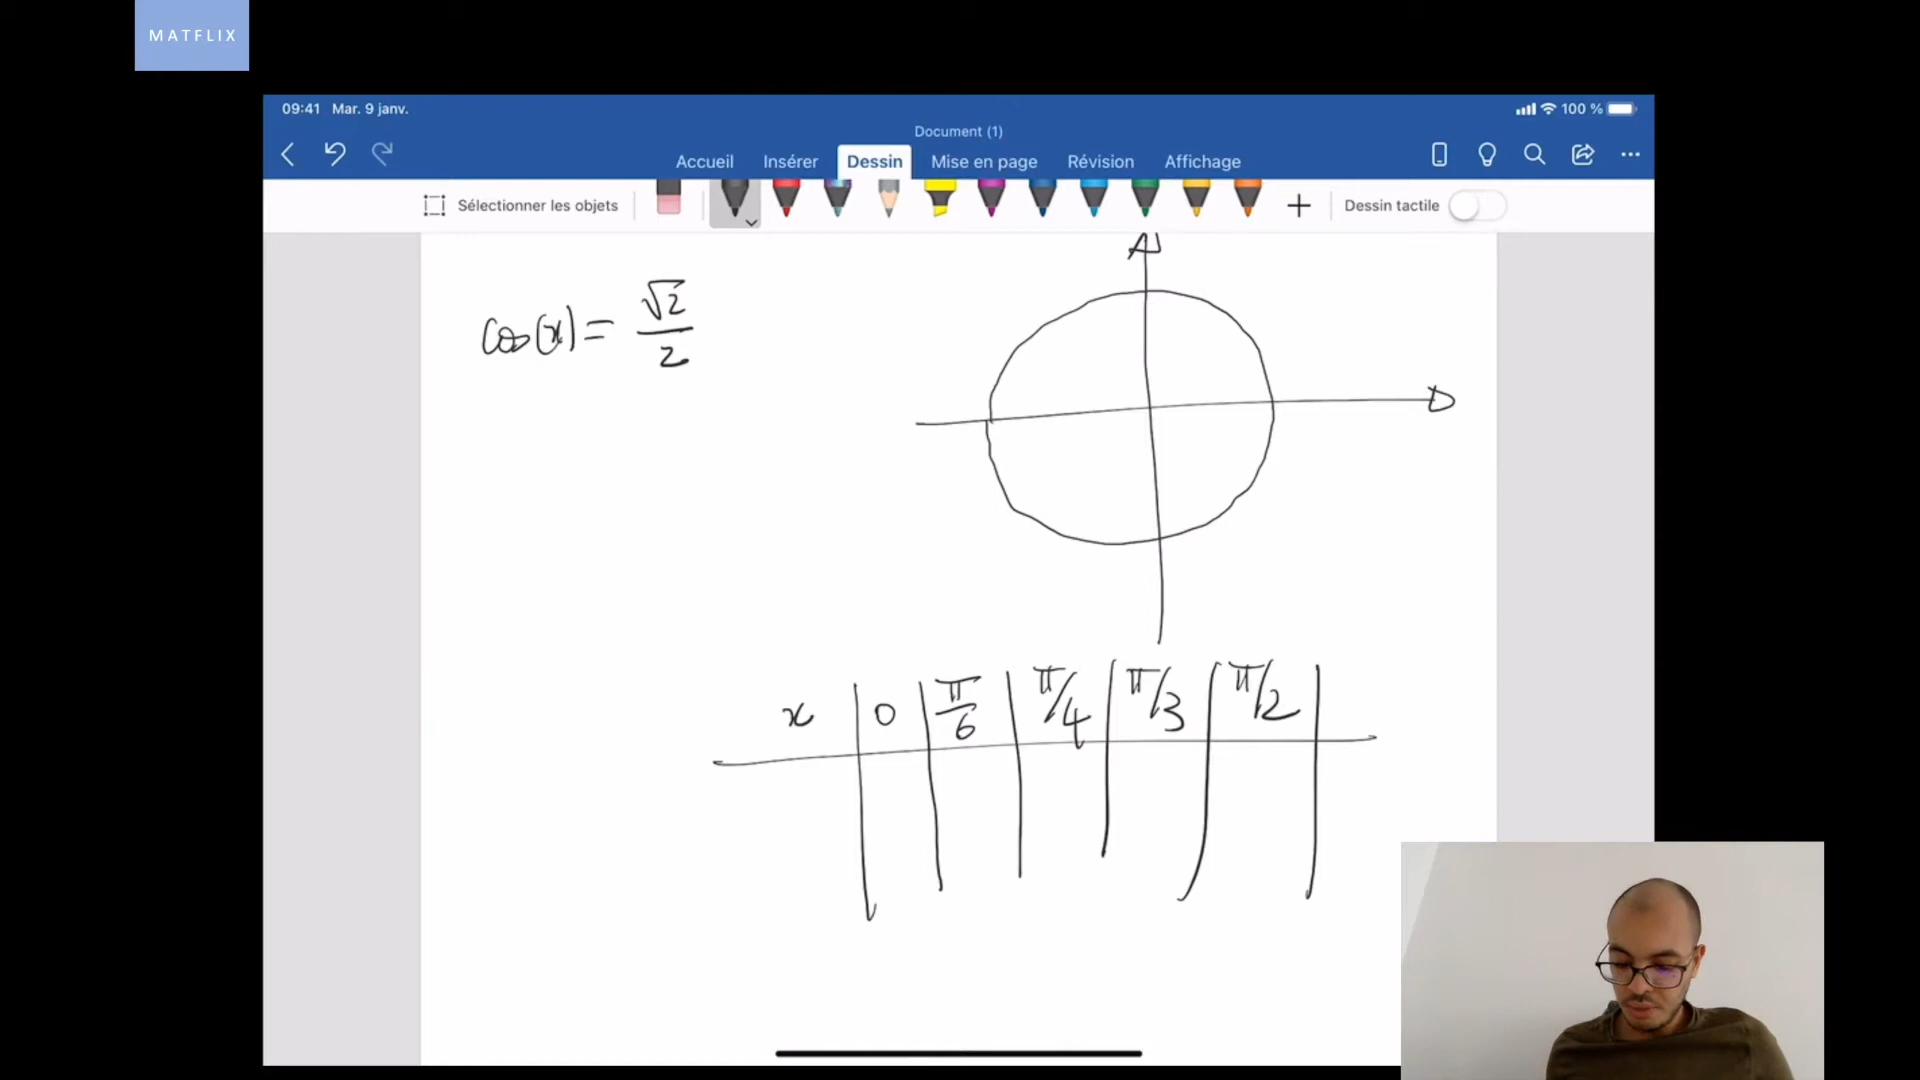 MATFLIX
09:41 Mar. 9 janv.
100 %
Document (1)
Accueil Insérer Dessin Mise en page Révision Affichage
Sélectionner les objets
Dessin tactile
cos(x) = √2/2
x | 0 | π/6 | π/4 | π/3 | π/2 |